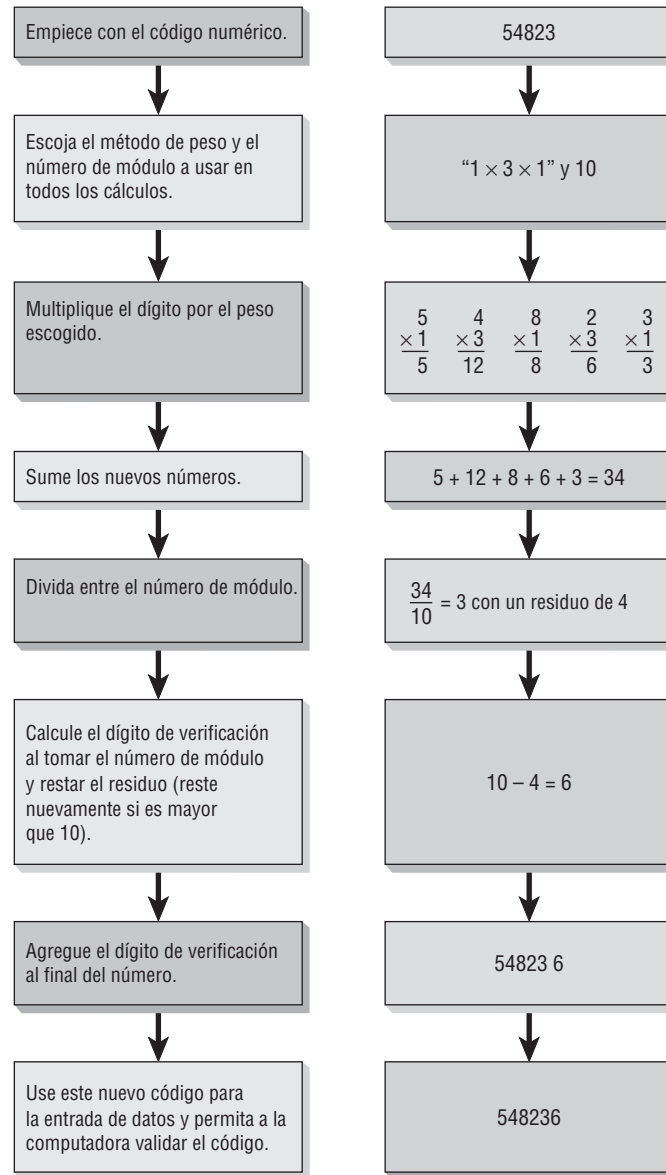 Empiece con el código numérico.
54823
Escoja el método de peso y el
número de módulo a usar en
todos los cálculos.
“1 × 3 × 1” y 10
Multiplique el dígito por el peso
escogido.
5 4 8 2 3
× 1 × 3 × 1 × 3 × 1
5 12 8 6 3
Sume los nuevos números.
5 + 12 + 8 + 6 + 3 = 34
Divida entre el número de módulo.
34
10
= 3 con un residuo de 4
Calcule el dígito de verificación
al tomar el número de módulo
y restar el residuo (reste
nuevamente si es mayor
que 10).
10 – 4 = 6
Agregue el dígito de verificación
al final del número.
54823 6
Use este nuevo código para
la entrada de datos y permita a la
computadora validar el código.
548236